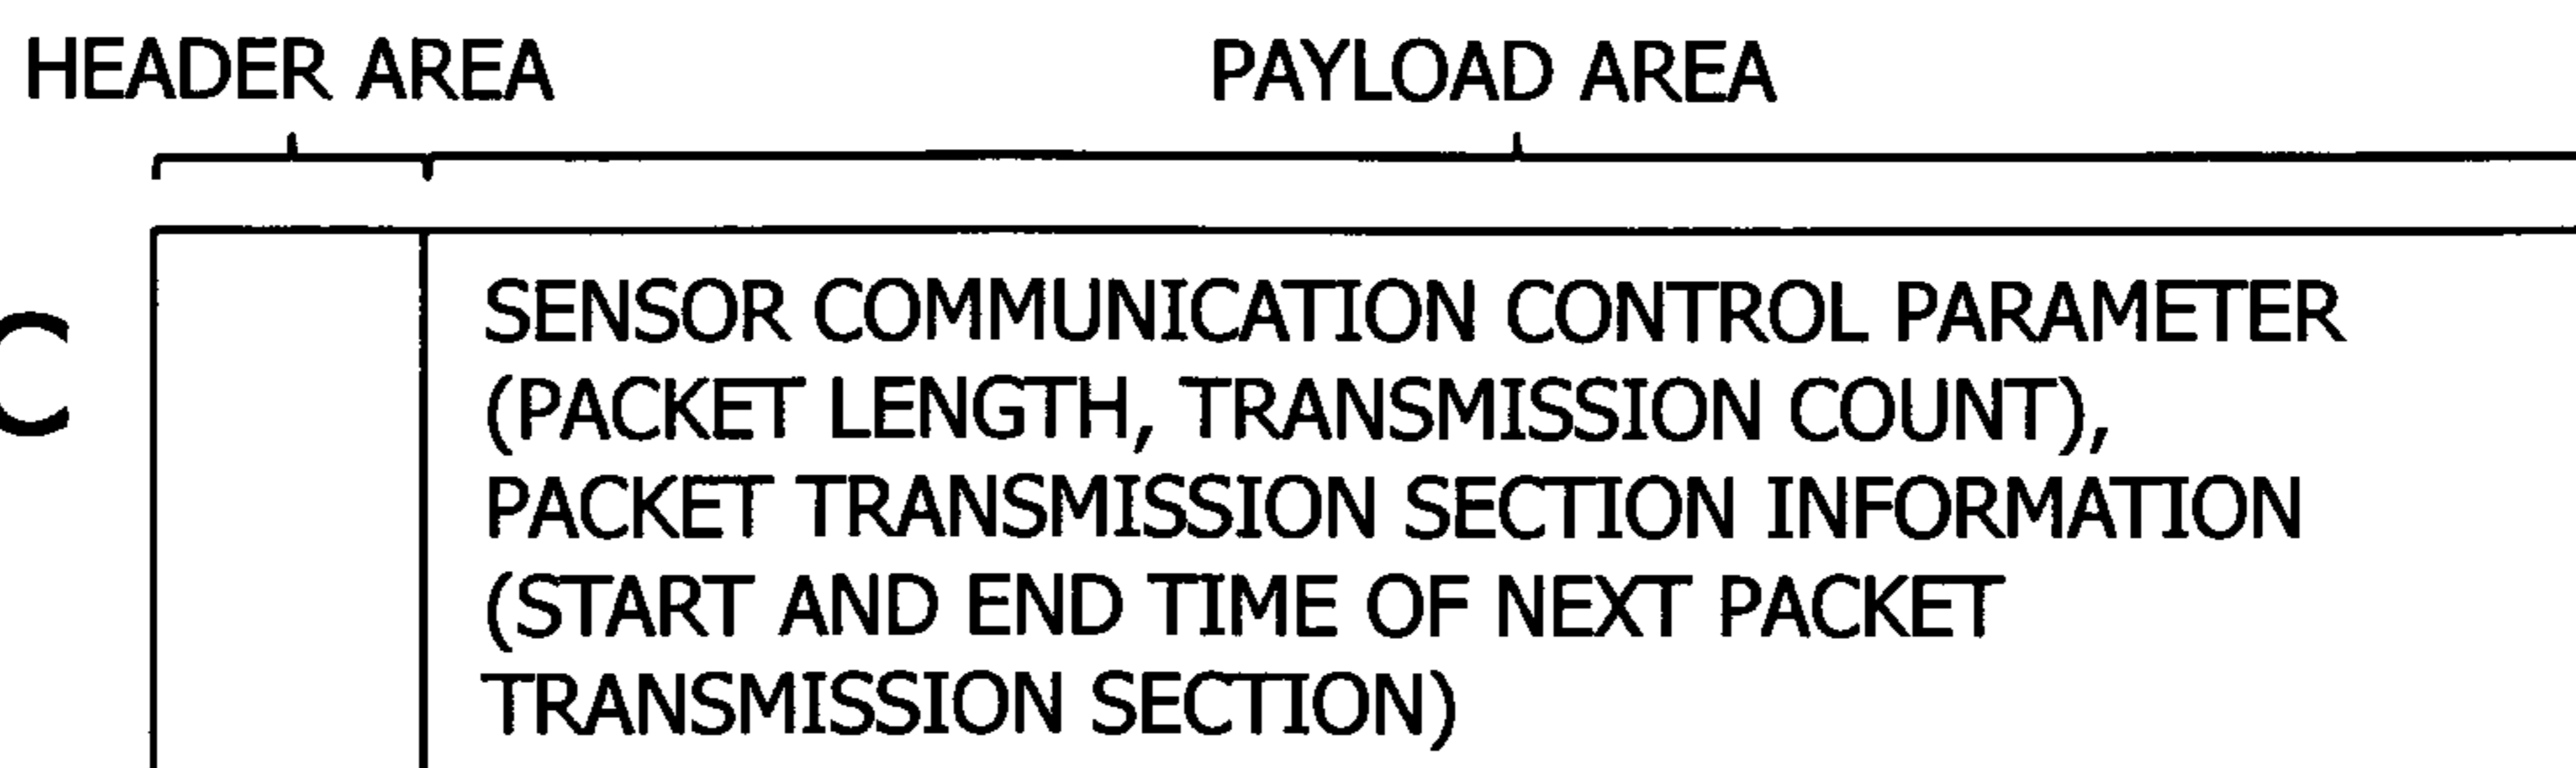 HEADER AREA PAYLOAD AREA
C
SENSOR COMMUNICATION CONTROL PARAMETER
(PACKET LENGTH, TRANSMISSION COUNT),
PACKET TRANSMISSION SECTION INFORMATION
(START AND END TIME OF NEXT PACKET
TRANSMISSION SECTION)